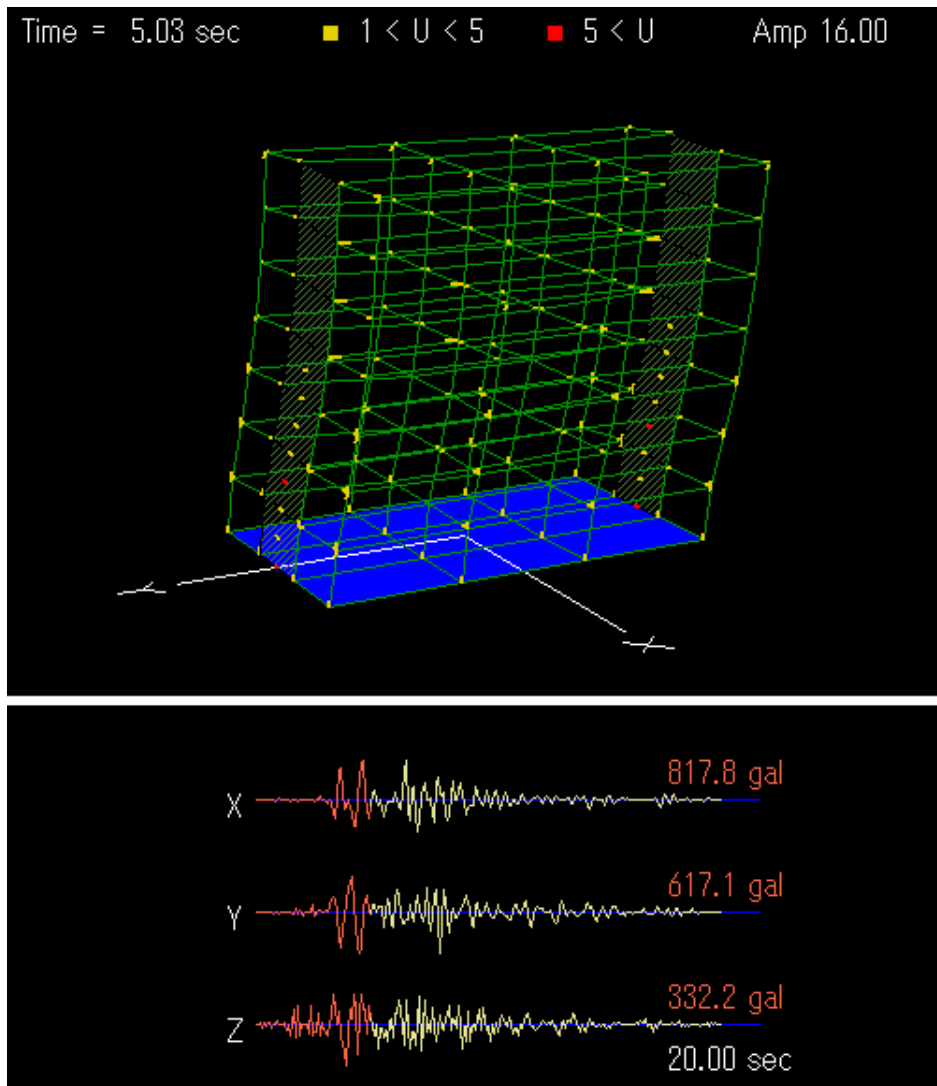 Time = 5.03 sec 1 < U < 5 5 < U Amp 16.00
Y
X
817.8 gal
X
617.1 gal
Y
332.2 gal
Z
20.00 sec